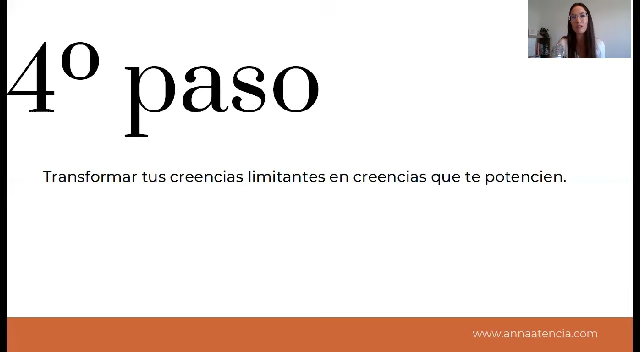 4º paso
Transformar tus creencias limitantes en creencias que te potencien.
www.annaatencia.com